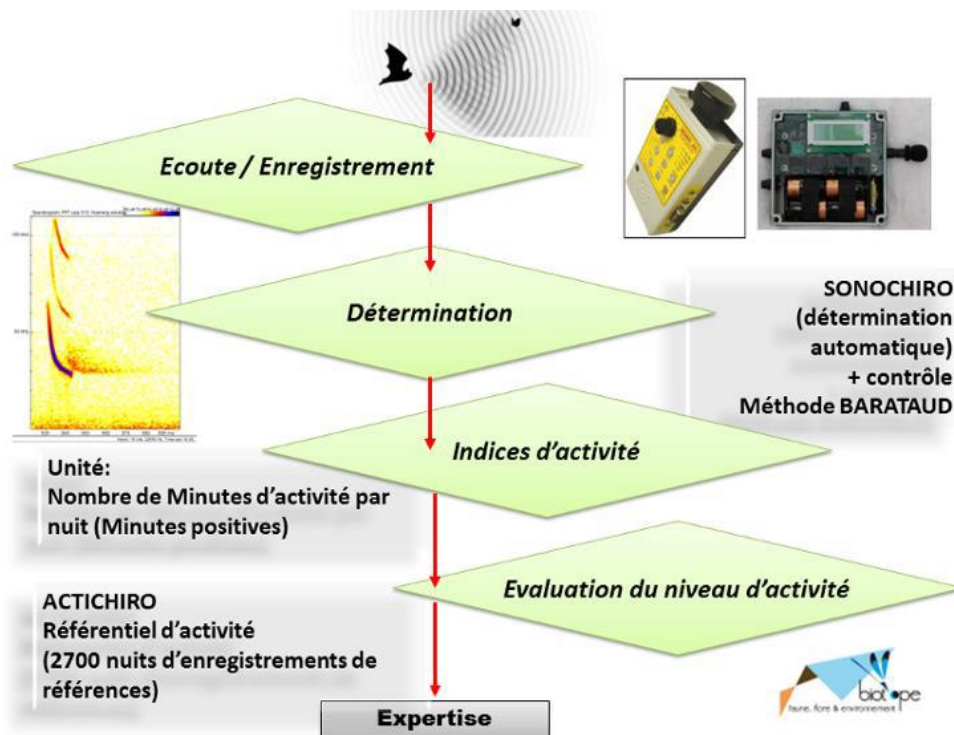 Ecoute / Enregistrement
Détermination
SONOCHIRO
(détermination
automatique)
+ contrôle
Méthode BARATAUD
Indices d'activité
Unité:
Nombre de Minutes d'activité par
nuit (Minutes positives)
Evaluation du niveau d'activité
ACTICHIRO
Référentiel d'activité
(2700 nuits d'enregistrements de
références)
Expertise
biotope
faune, flore & environnement